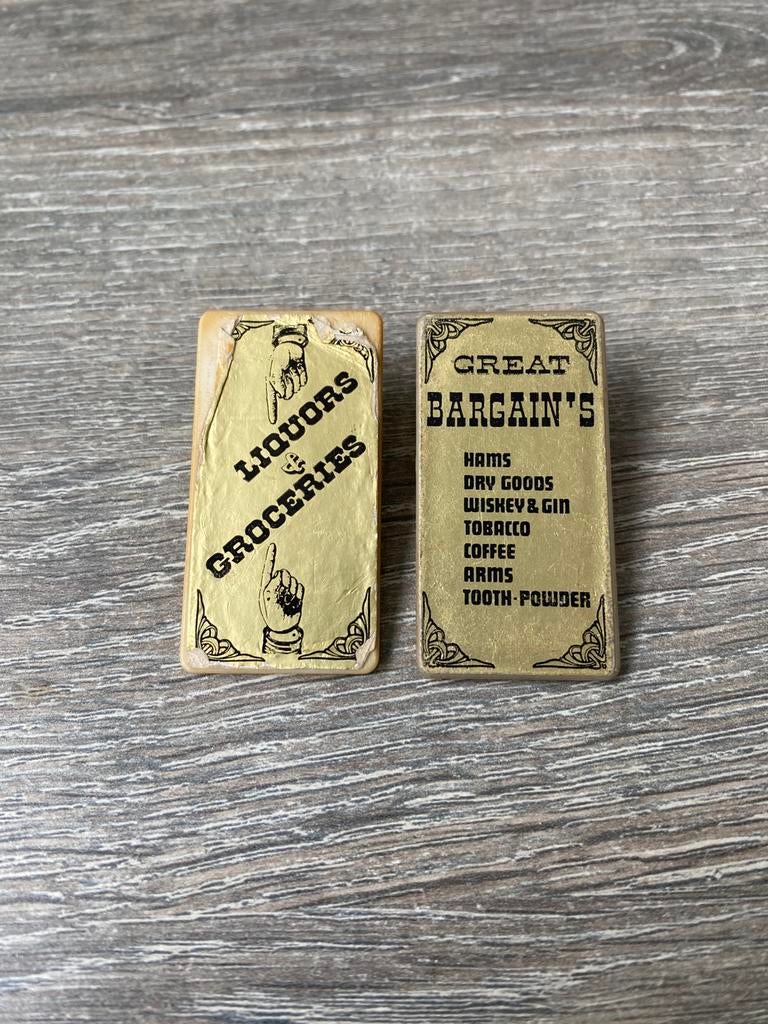 LIQUORS
&
GROCERIES
GREAT
BARGAIN'S
HAMS
DRY GOODS
WISKEY & GIN
TOBACCO
COFFEE
ARMS
TOOTH-POWDER